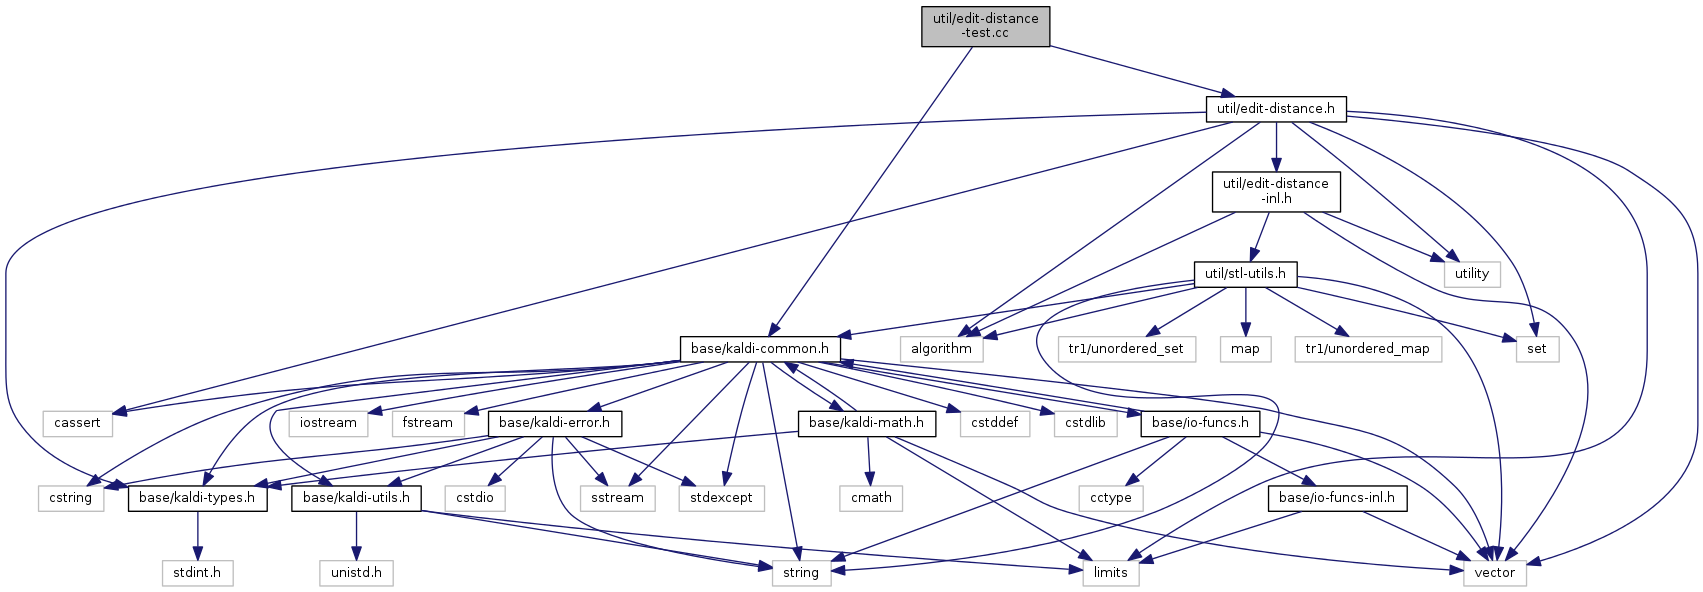 util/edit-distance
-test.cc
util/edit-distance.h
util/edit-distance
-inl.h
util/stl-utils.h
utility
base/kaldi-common.h
algorithm
tr1/unordered_set
map
tr1/unordered_map
set
cassert
iostream
fstream
base/kaldi-error.h
base/kaldi-math.h
cstddef
cstdlib
base/io-funcs.h
cstring
base/kaldi-types.h
base/kaldi-utils.h
cstdio
sstream
stdexcept
cmath
cctype
base/io-funcs-inl.h
stdint.h
unistd.h
string
limits
vector